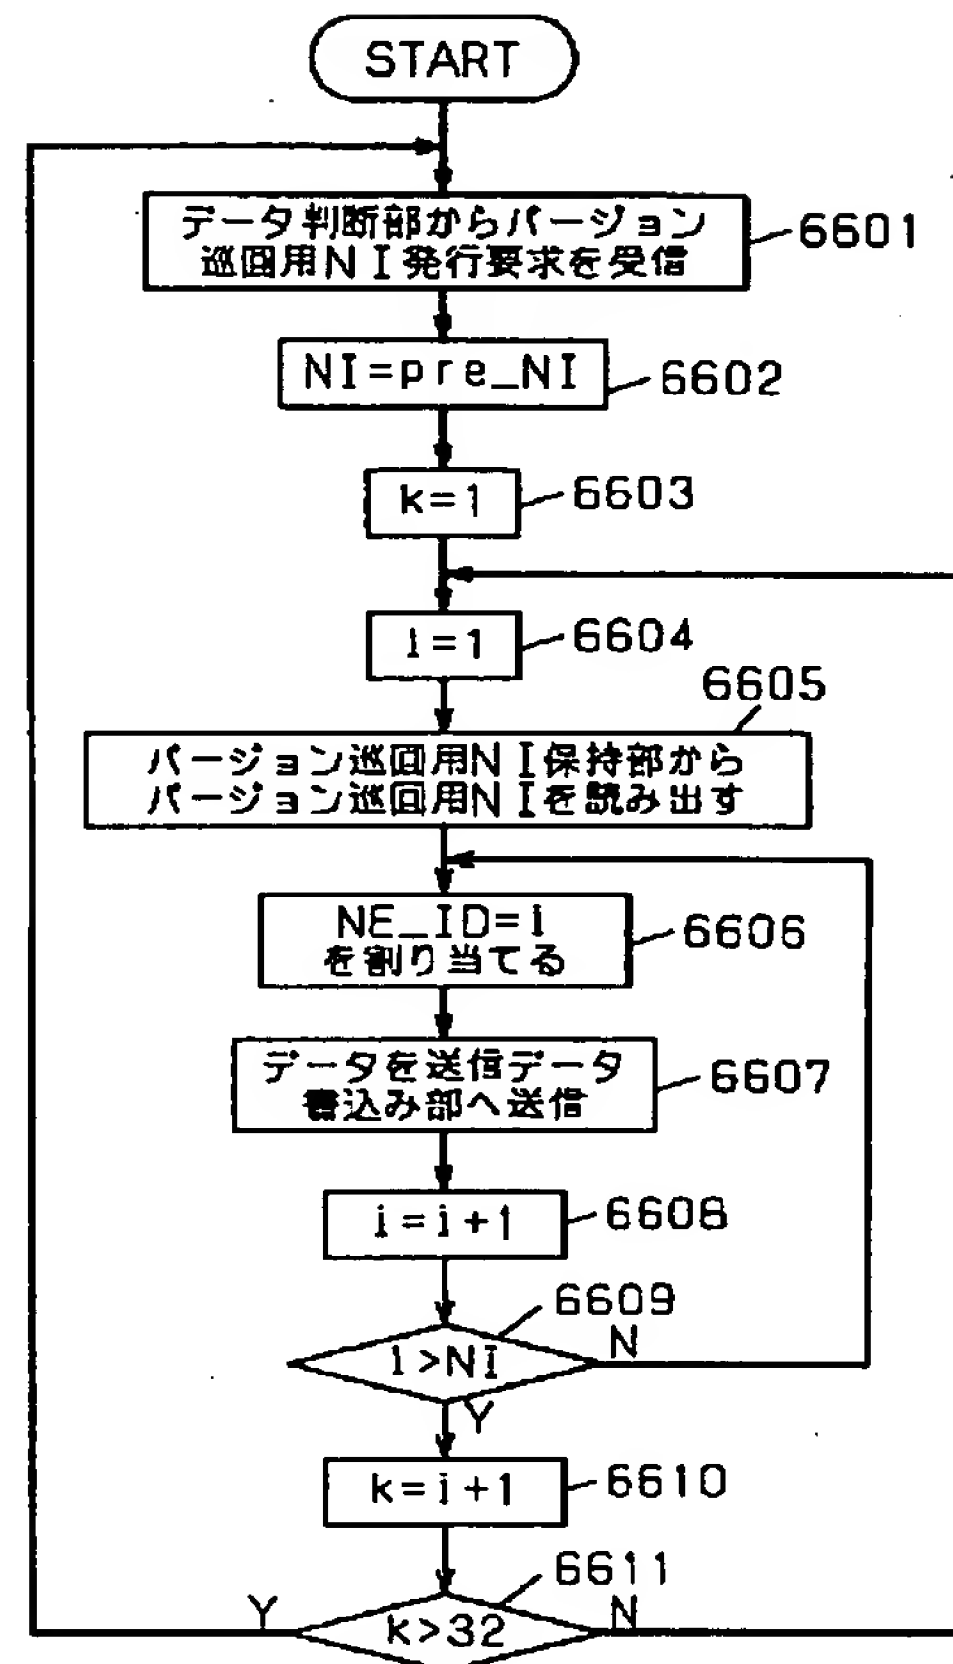 START
データ判断部からバージョン
巡回用NI発行要求を受信
6601
NI=pre_NI
6602
k=1
6603
i=1
6604
6605
バージョン巡回用NI保持部から
バージョン巡回用NIを読み出す
NE_ID=i
を割り当てる
6606
データを送信データ
書込み部へ送信
6607
i=i+1
6608
6609
i>NI
N
Y
k=i+1
6610
6611
Y
k>32
N